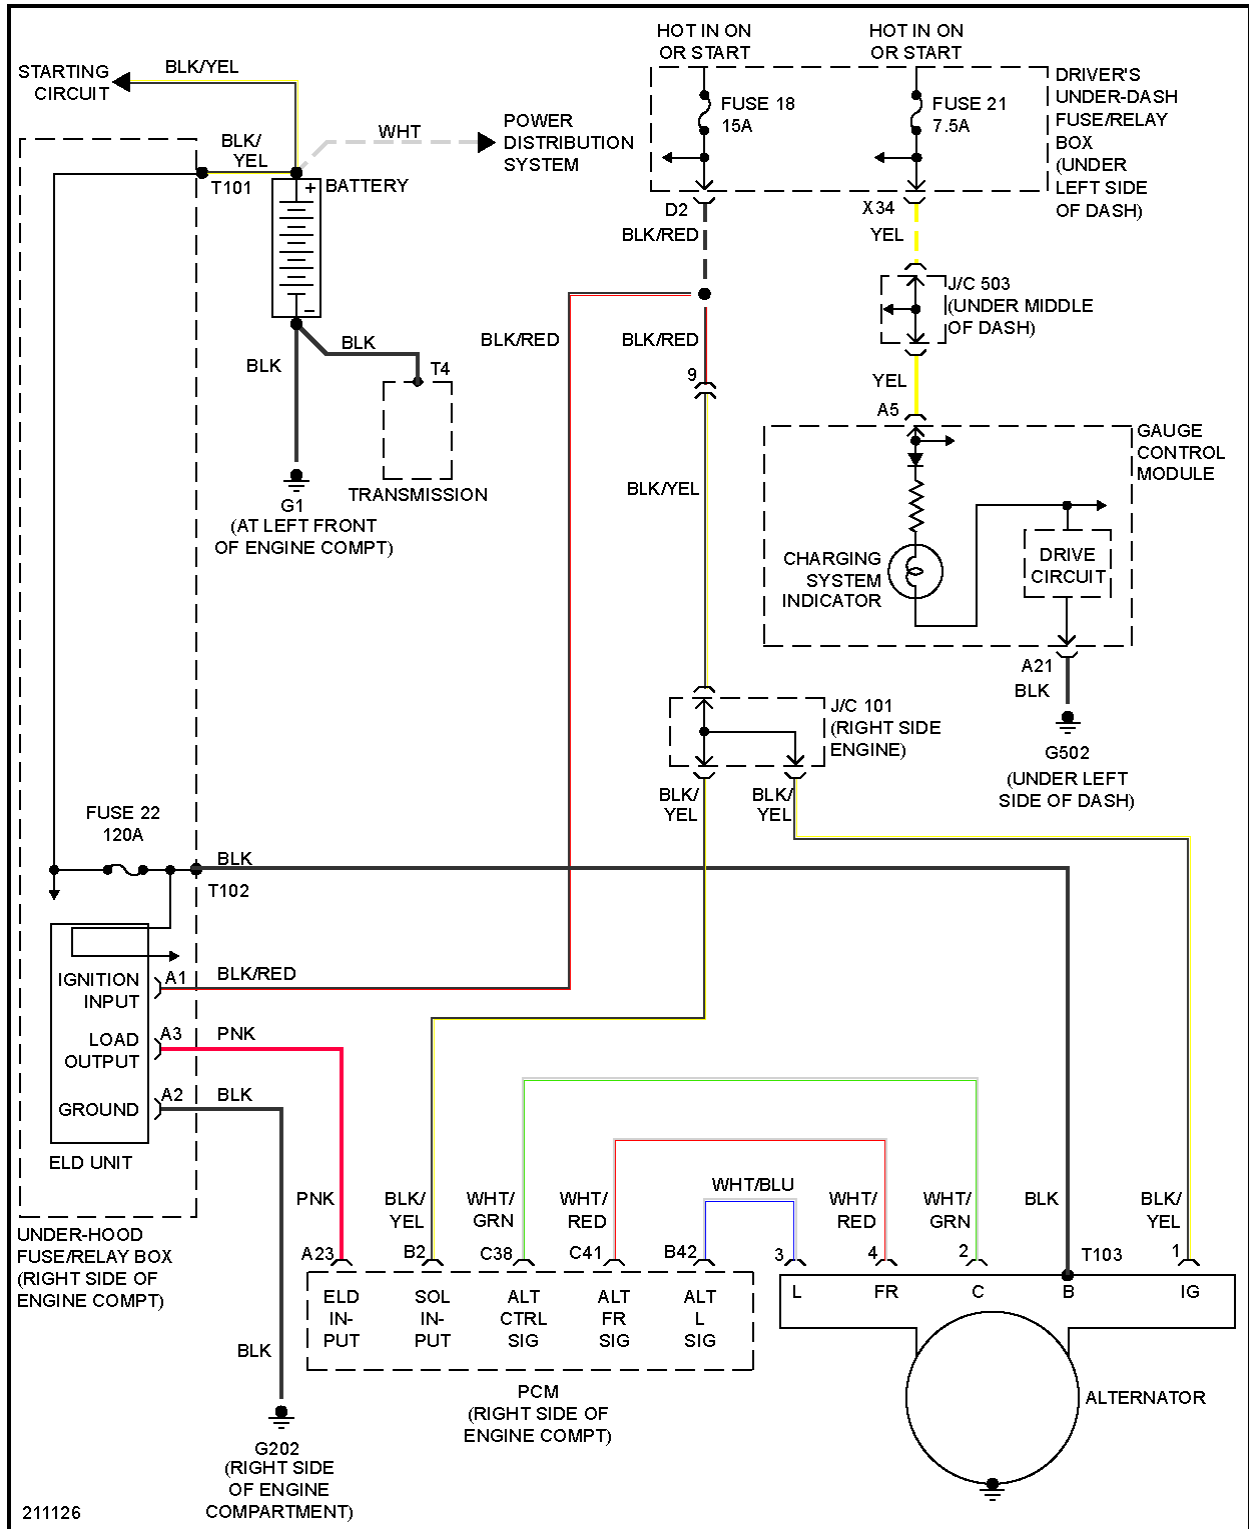 HOT IN ON
OR START
HOT IN ON
OR START
STARTING
CIRCUIT
BLK/YEL
BLK/
YEL
T101
WHT
POWER
DISTRIBUTION
SYSTEM
FUSE 18
15A
FUSE 21
7.5A
DRIVER'S
UNDER-DASH
FUSE/RELAY
BOX
(UNDER
LEFT SIDE
OF DASH)
+
BATTERY
–
D2
X34
BLK/RED
YEL
J/C 503
(UNDER MIDDLE
OF DASH)
BLK
BLK
T4
TRANSMISSION
G1
(AT LEFT FRONT
OF ENGINE COMPT)
BLK/RED
BLK/RED
9
YEL
A5
GAUGE
CONTROL
MODULE
BLK/YEL
CHARGING
SYSTEM
INDICATOR
DRIVE
CIRCUIT
A21
BLK
G502
(UNDER LEFT
SIDE OF DASH)
J/C 101
(RIGHT SIDE
ENGINE)
BLK/
YEL
BLK/
YEL
FUSE 22
120A
BLK
T102
IGNITION
INPUT
A1
BLK/RED
LOAD
OUTPUT
A3
PNK
GROUND
A2
BLK
ELD UNIT
UNDER-HOOD
FUSE/RELAY BOX
(RIGHT SIDE OF
ENGINE COMPT)
PNK
BLK/
YEL
WHT/
GRN
WHT/
RED
WHT/BLU
WHT/
RED
WHT/
GRN
BLK
BLK/
YEL
A23
B2
C38
C41
B42
3
4
2
T103
1
ELD
IN-
PUT
SOL
IN-
PUT
ALT
CTRL
SIG
ALT
FR
SIG
ALT
L
SIG
L
FR
C
B
IG
BLK
PCM
(RIGHT SIDE OF
ENGINE COMPT)
ALTERNATOR
G202
(RIGHT SIDE
OF ENGINE
COMPARTMENT)
211126